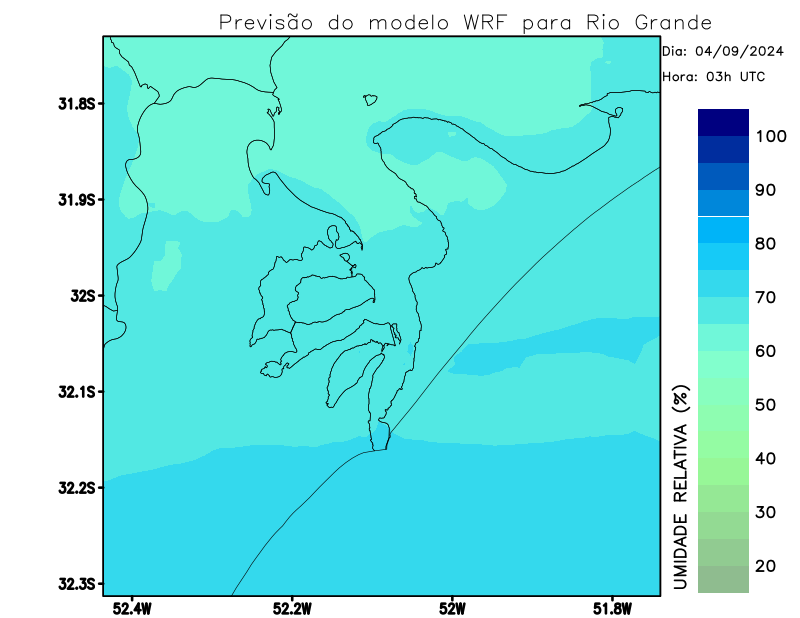 Previsão do modelo WRF para Rio Grande
Dia: 04/09/2024
Hora: 03h UTC
31.8S
31.9S
32S
32.1S
32.2S
32.3S
52.4W
52.2W
52W
51.8W
100
90
80
70
60
50
40
30
20
UMIDADE RELATIVA (%)